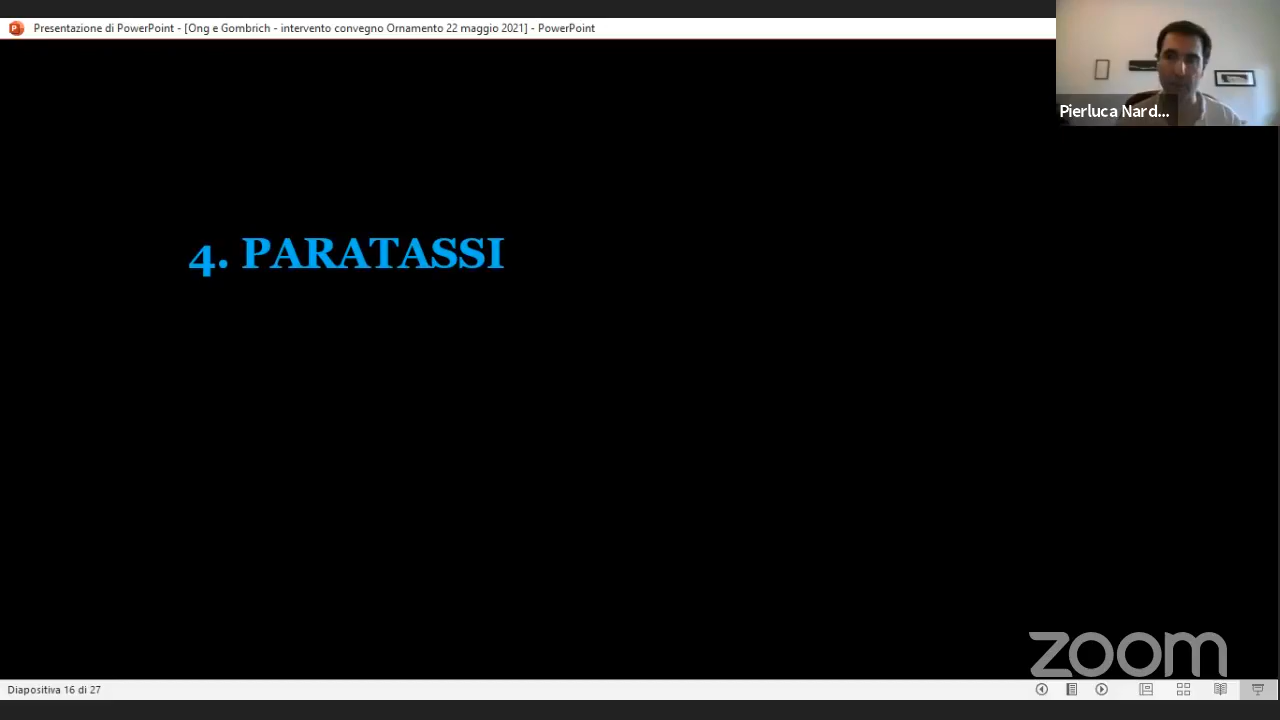 Presentazione di PowerPoint - [Ong e Gombrich - intervento convegno Ornamento 22 maggio 2021] - PowerPoint
Pierluca Nard...
4. PARATASSI
zoom
Diapositiva 16 di 27